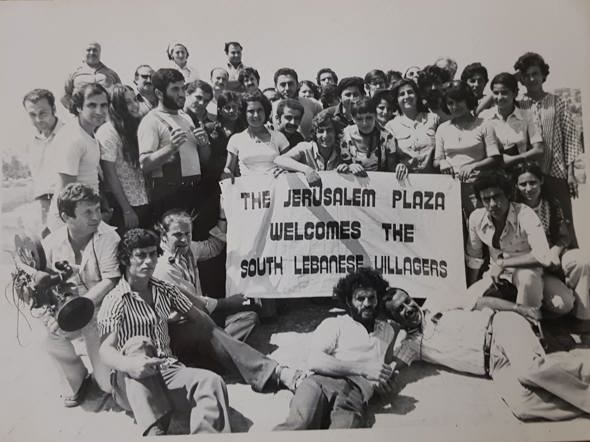 THE JERUSALEM PLAZA
WELCOMES THE
SOUTH LEBANESE VILLAGERS